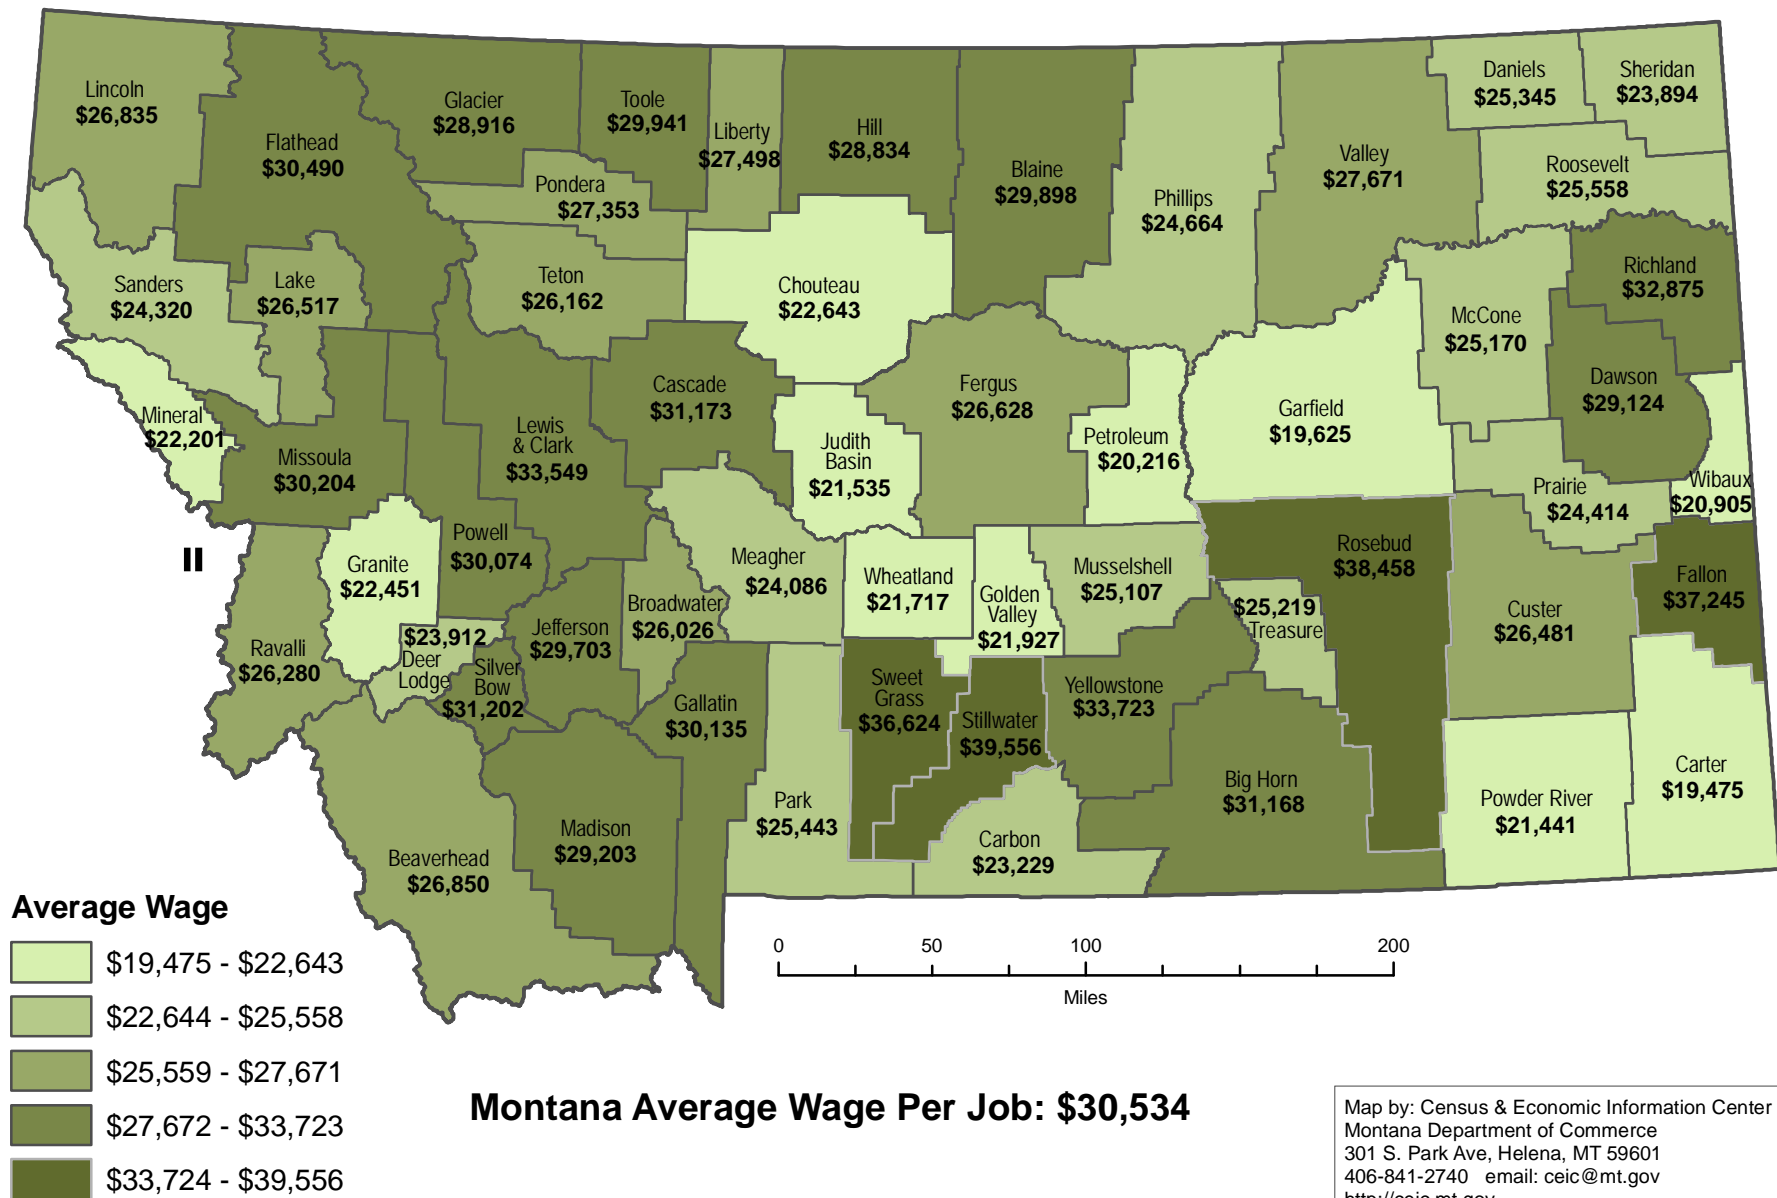 Lincoln
$26,835
Flathead
$30,490
Glacier
$28,916
Toole
$29,941
Liberty
$27,498
Hill
$28,834
Blaine
$29,898
Phillips
$24,664
Valley
$27,671
Daniels
$25,345
Sheridan
$23,894
Roosevelt
$25,558
Pondera
$27,353
Sanders
$24,320
Lake
$26,517
Teton
$26,162
Chouteau
$22,643
Richland
$32,875
McCone
$25,170
Dawson
$29,124
Mineral
$22,201
Missoula
$30,204
Lewis
& Clark
$33,549
Cascade
$31,173
Judith
Basin
$21,535
Fergus
$26,628
Petroleum
$20,216
Garfield
$19,625
Prairie
$24,414
Wibaux
$20,905
Powell
$30,074
Granite
$22,451
Meagher
$24,086
Wheatland
$21,717
Golden
Valley
$21,927
Musselshell
$25,107
Rosebud
$38,458
$25,219
Treasure
Custer
$26,481
Fallon
$37,245
Ravalli
$26,280
$23,912
Deer
Lodge
Silver
Bow
$31,202
Jefferson
$29,703
Broadwater
$26,026
Gallatin
$30,135
Sweet
Grass
$36,624
Stillwater
$39,556
Yellowstone
$33,723
Big Horn
$31,168
Powder River
$21,441
Carter
$19,475
Park
$25,443
Carbon
$23,229
Madison
$29,203
Beaverhead
$26,850
Average Wage
$19,475 - $22,643
$22,644 - $25,558
$25,559 - $27,671
$27,672 - $33,723
$33,724 - $39,556
0 50 100 200
Miles
Montana Average Wage Per Job: $30,534
Map by: Census & Economic Information Center
Montana Department of Commerce
301 S. Park Ave, Helena, MT 59601
406-841-2740 email: ceic@mt.gov
http://ceic.mt.gov